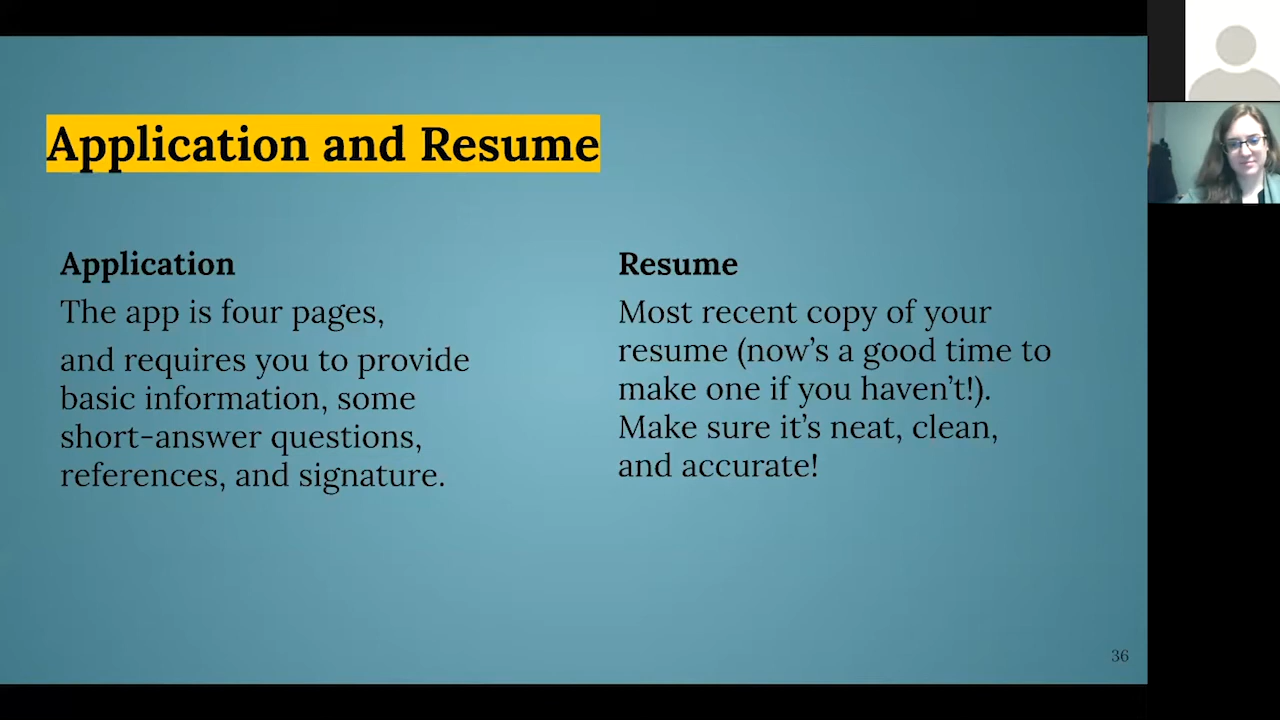 Application and Resume
Application
The app is four pages,
and requires you to provide
basic information, some
short-answer questions,
references, and signature.
Resume
Most recent copy of your
resume (now’s a good time to
make one if you haven’t!).
Make sure it’s neat, clean,
and accurate!
36